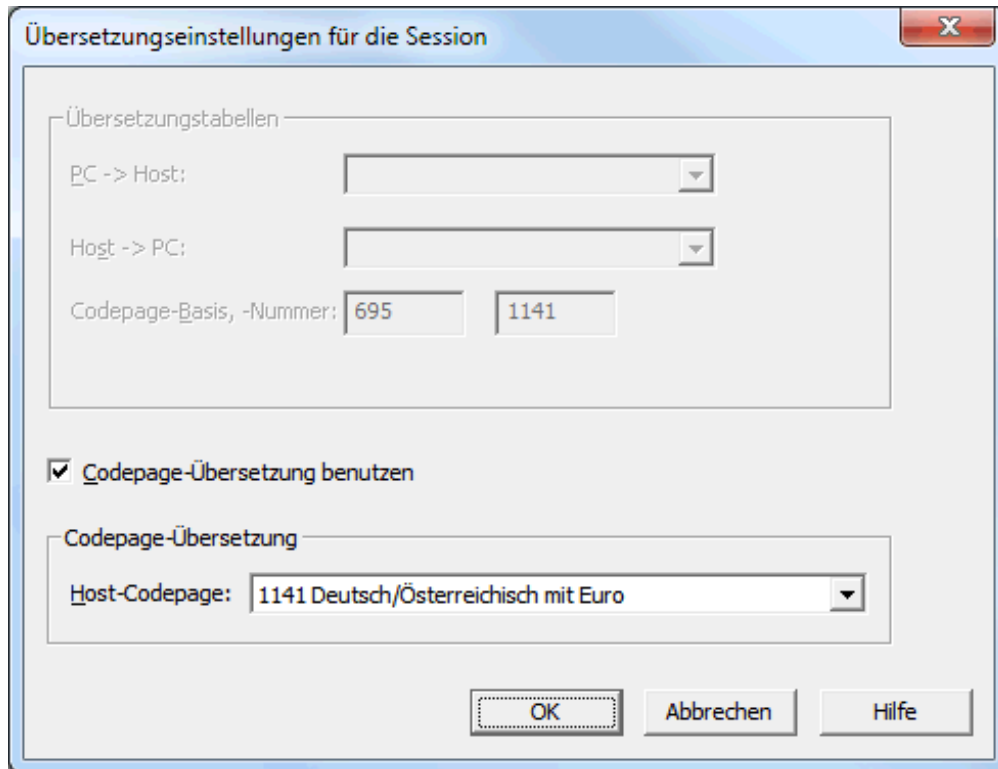 Übersetzungseinstellungen für die Session
Übersetzungstabellen
PC -> Host:
Host -> PC:
Codepage-Basis, -Nummer: 695 1141
Codepage-Übersetzung benutzen
Codepage-Übersetzung
Host-Codepage: 1141 Deutsch/Österreichisch mit Euro
OK Abbrechen Hilfe